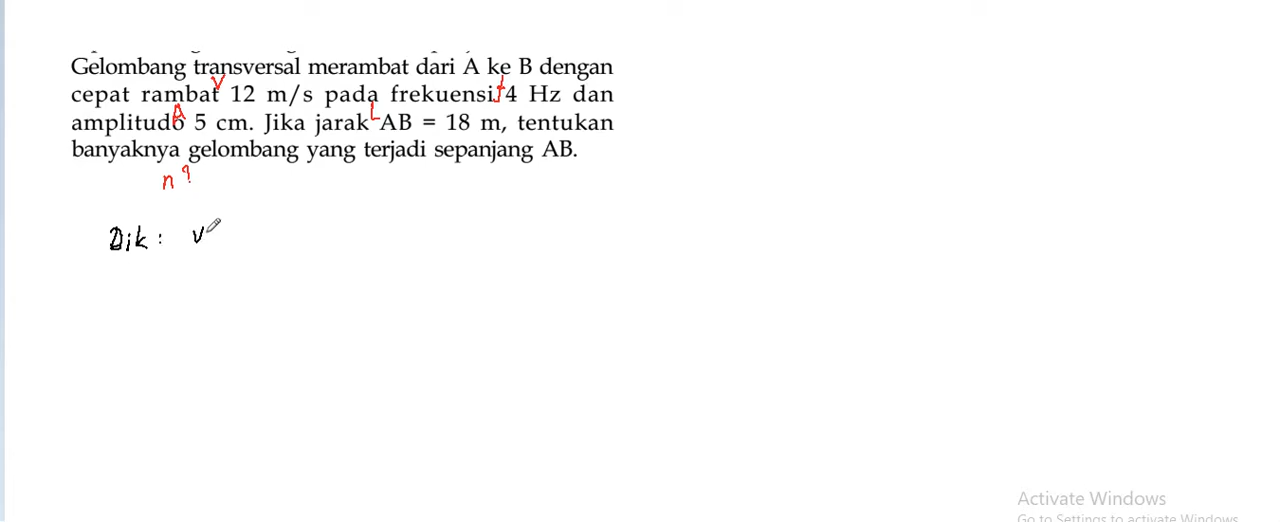 Gelombang transversal merambat dari A ke B dengan
V
cepat rambat 12 m/s pada frekuensi f 4 Hz dan
A L
amplitudo 5 cm. Jika jarak AB = 18 m, tentukan
banyaknya gelombang yang terjadi sepanjang AB.
n ?
Dik : V
Activate Windows
Go to Settings to activate Windows.